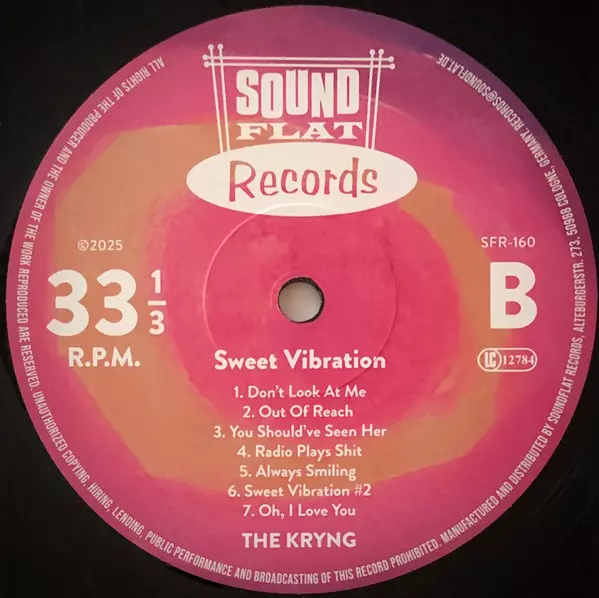 SOUND
FLAT
Records
©2025
SFR-160
33 1/3
B
R.P.M.
LC 12784
Sweet Vibration
1. Don't Look At Me
2. Out Of Reach
3. You Should've Seen Her
4. Radio Plays Shit
5. Always Smiling
6. Sweet Vibration #2
7. Oh, I Love You
THE KRYNG
ALL RIGHTS OF THE PRODUCER AND THE OWNER OF THE WORK REPRODUCED ARE RESERVED. UNAUTHORIZED COPYING, HIRING, LENDING, PUBLIC PERFORMANCE AND BROADCASTING OF THIS RECORD PROHIBITED. MANUFACTURED AND DISTRIBUTED BY SOUNDFLAT RECORDS, ALTEBURGERSTR. 273, 50968 COLOGNE, GERMANY. RECORDS@SOUNDFLAT.DE